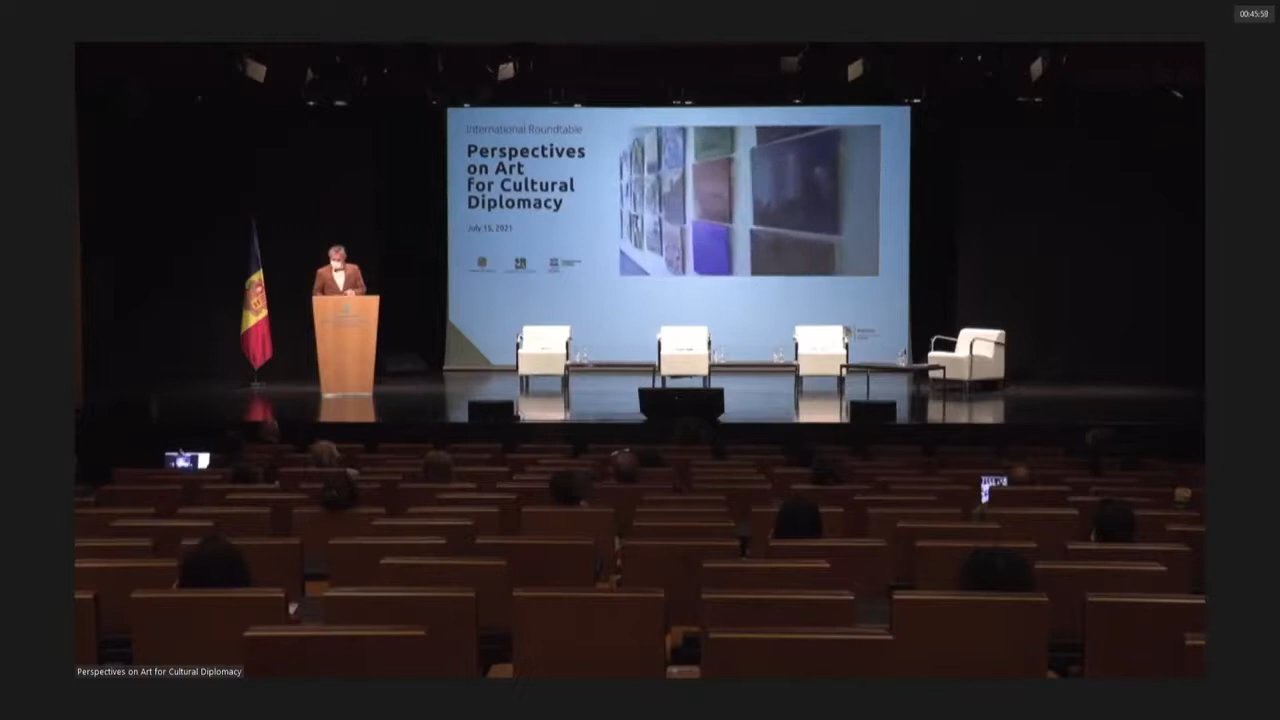 00:45:59
International Roundtable
Perspectives
on Art
for Cultural
Diplomacy
July 15, 2021
Perspectives on Art for Cultural Diplomacy